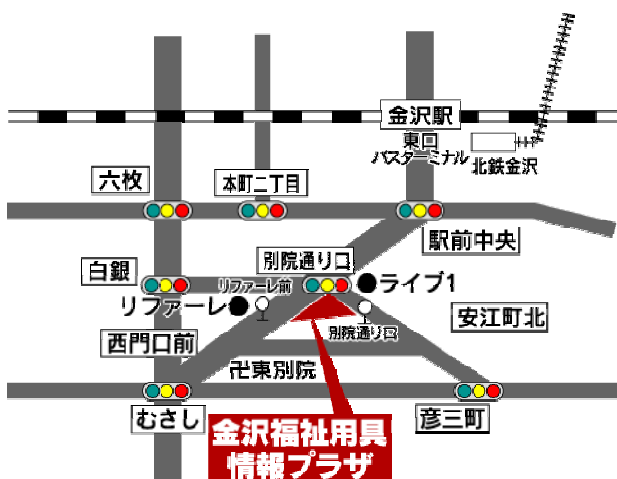 金沢駅
東口
バスターミナル
北鉄金沢
六枚
本町二丁目
駅前中央
白銀
別院通り口
リファーレ前
ライブ1
リファーレ
別院通り口
安江町北
西門口前
卍東別院
むさし
彦三町
金沢福祉用具
情報プラザ